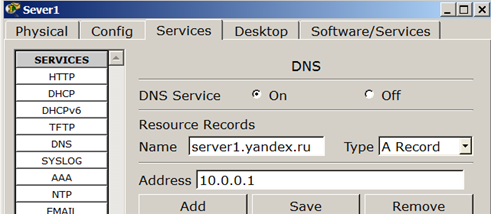 Sever1
Physical Config Services Desktop Software/Services
SERVICES
HTTP
DHCP
DHCPv6
TFTP
DNS
SYSLOG
AAA
NTP
EMAIL
DNS
DNS Service On Off
Resource Records
Name server1.yandex.ru Type A Record
Address 10.0.0.1
Add Save Remove